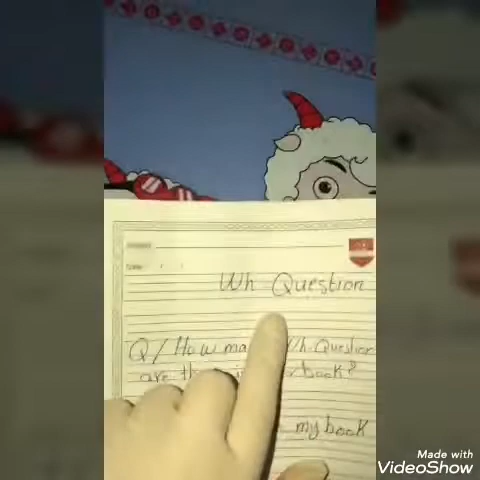 Wh Question
Q/ How ma Wh Question
are th book?
my book
Made with
VideoShow